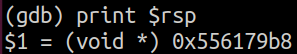 (gdb) print $rsp
$1 = (void *) 0x556179b8